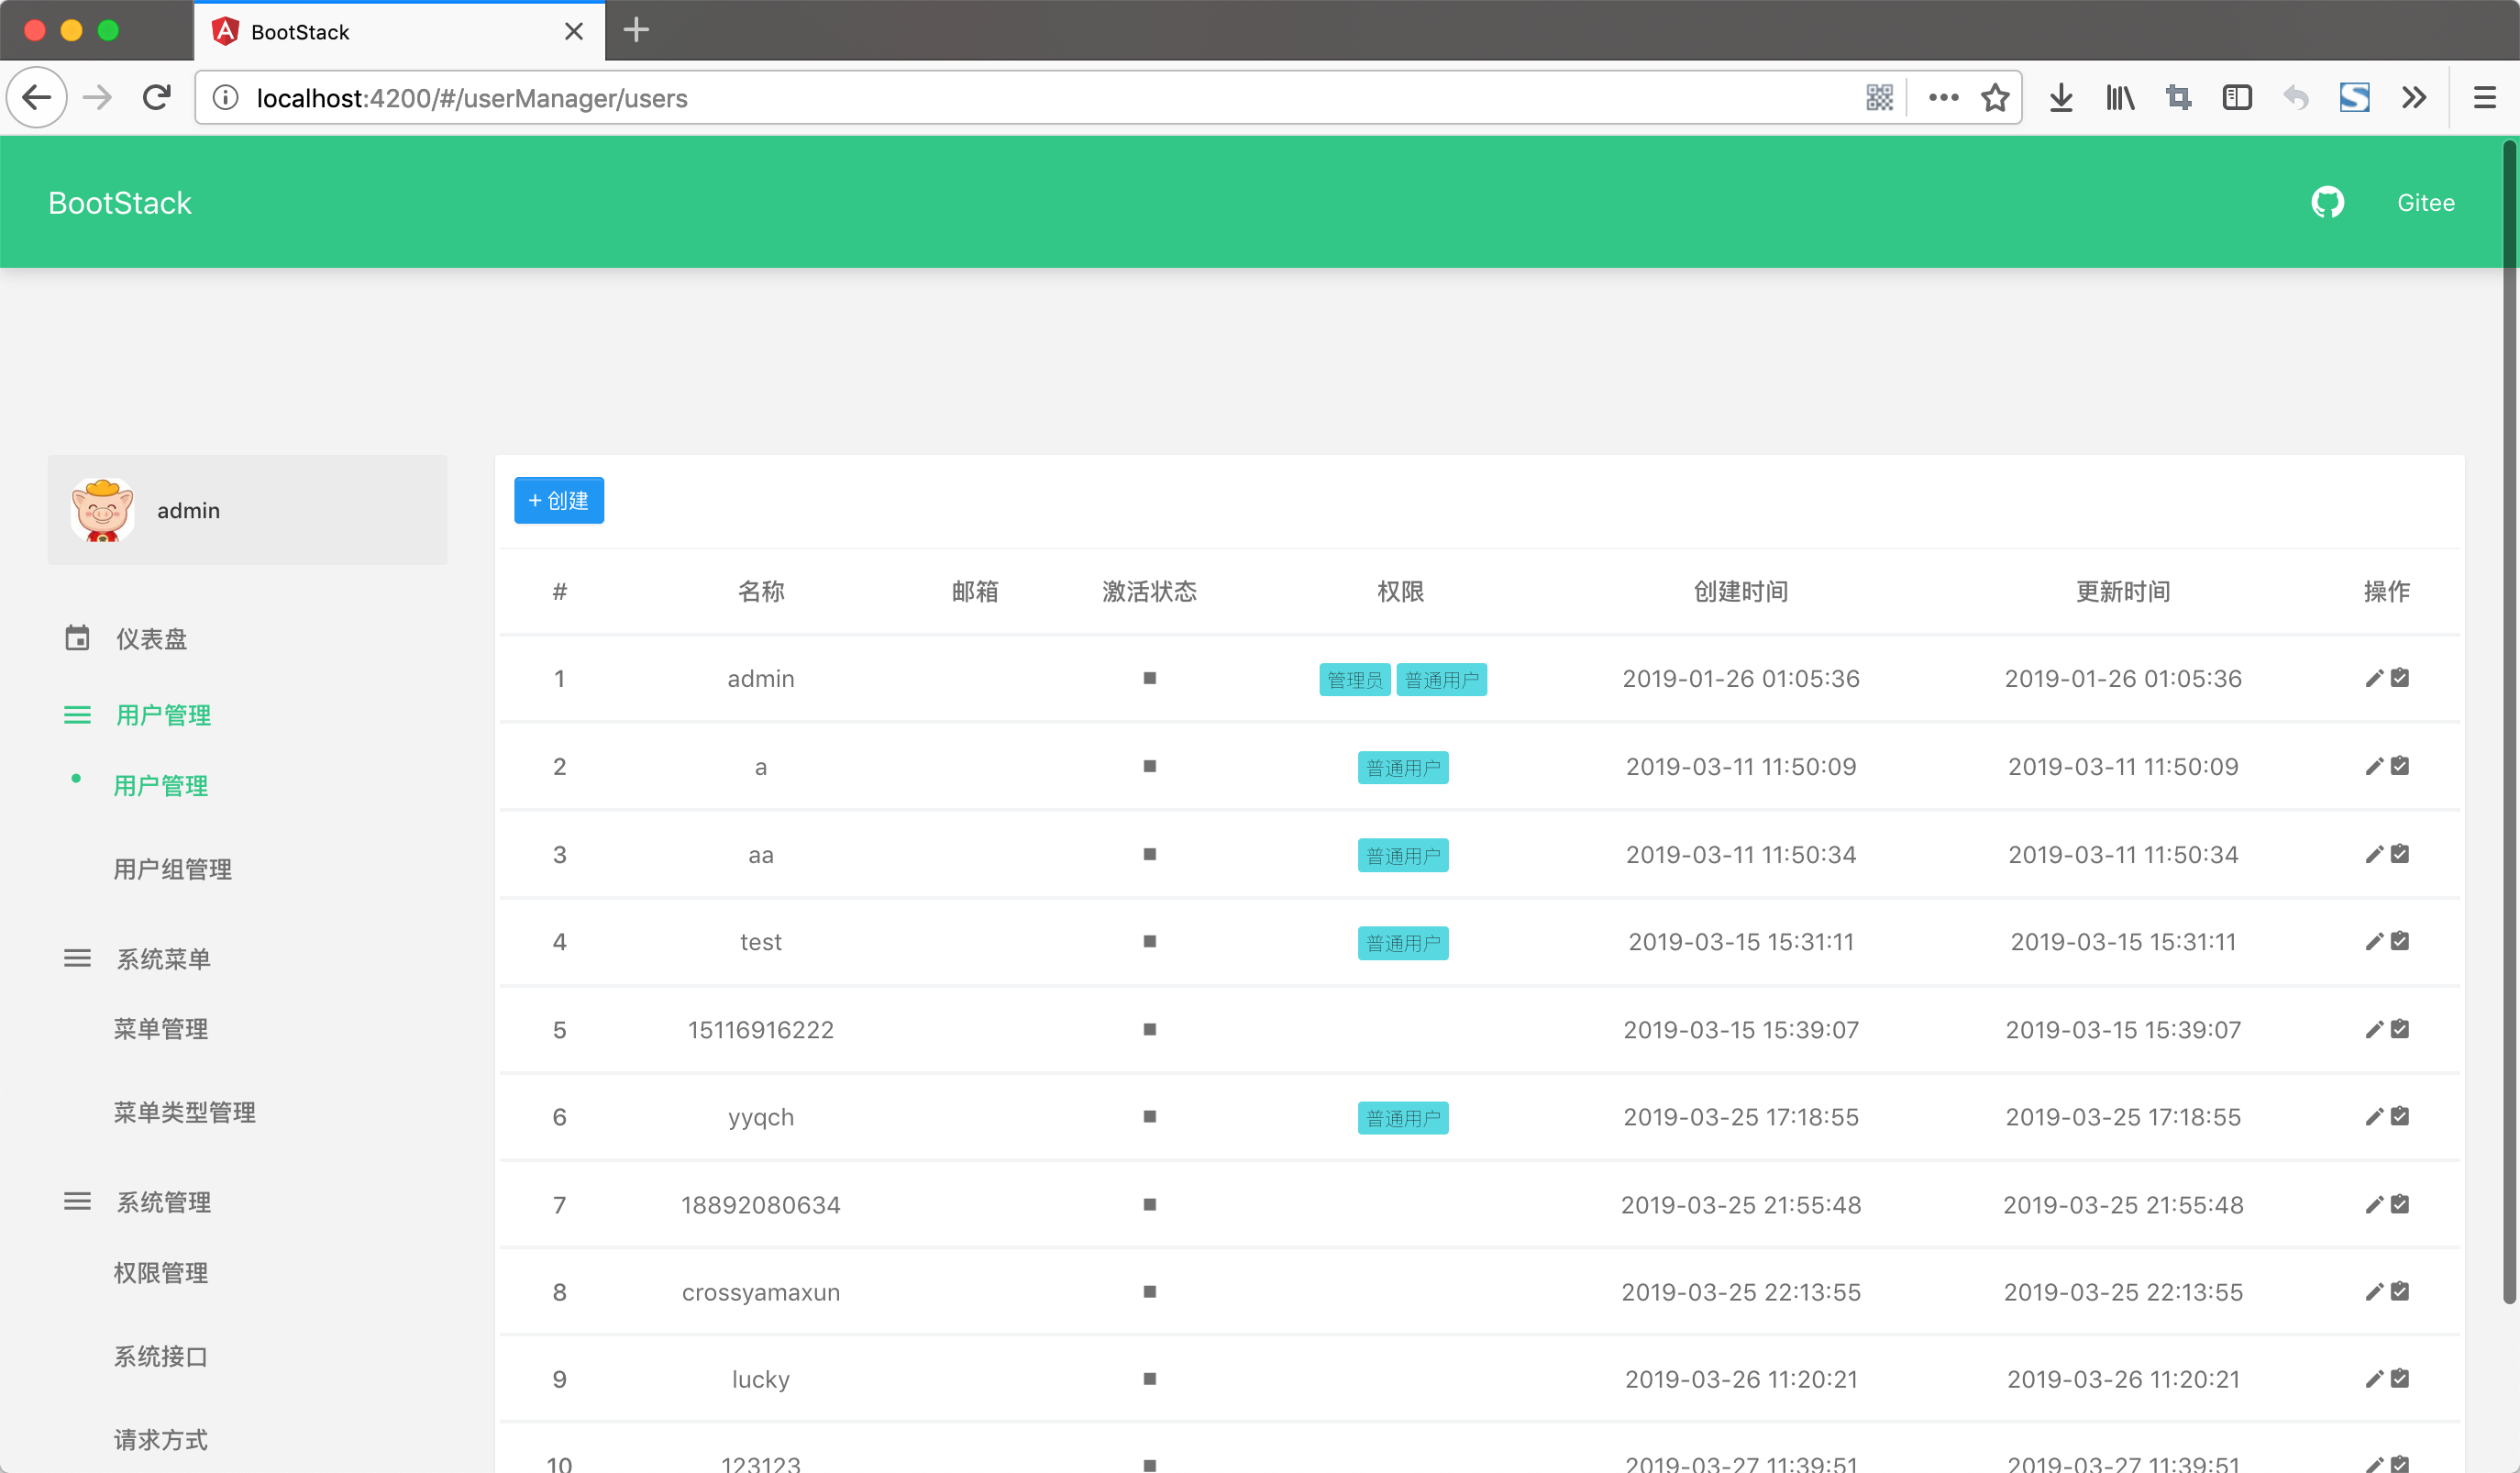 BootStack
localhost:4200/#/userManager/users
BootStack
Gitee
admin
仪表盘
用户管理
用户管理
用户组管理
系统菜单
菜单管理
菜单类型管理
系统管理
权限管理
系统接口
请求方式
+ 创建
# 名称 邮箱 激活状态 权限 创建时间 更新时间 操作
1 admin 管理员 普通用户 2019-01-26 01:05:36 2019-01-26 01:05:36
2 a 普通用户 2019-03-11 11:50:09 2019-03-11 11:50:09
3 aa 普通用户 2019-03-11 11:50:34 2019-03-11 11:50:34
4 test 普通用户 2019-03-15 15:31:11 2019-03-15 15:31:11
5 15116916222 2019-03-15 15:39:07 2019-03-15 15:39:07
6 yyqch 普通用户 2019-03-25 17:18:55 2019-03-25 17:18:55
7 18892080634 2019-03-25 21:55:48 2019-03-25 21:55:48
8 crossyamaxun 2019-03-25 22:13:55 2019-03-25 22:13:55
9 lucky 2019-03-26 11:20:21 2019-03-26 11:20:21
10 123123 2019-03-27 11:39:51 2019-03-27 11:39:51